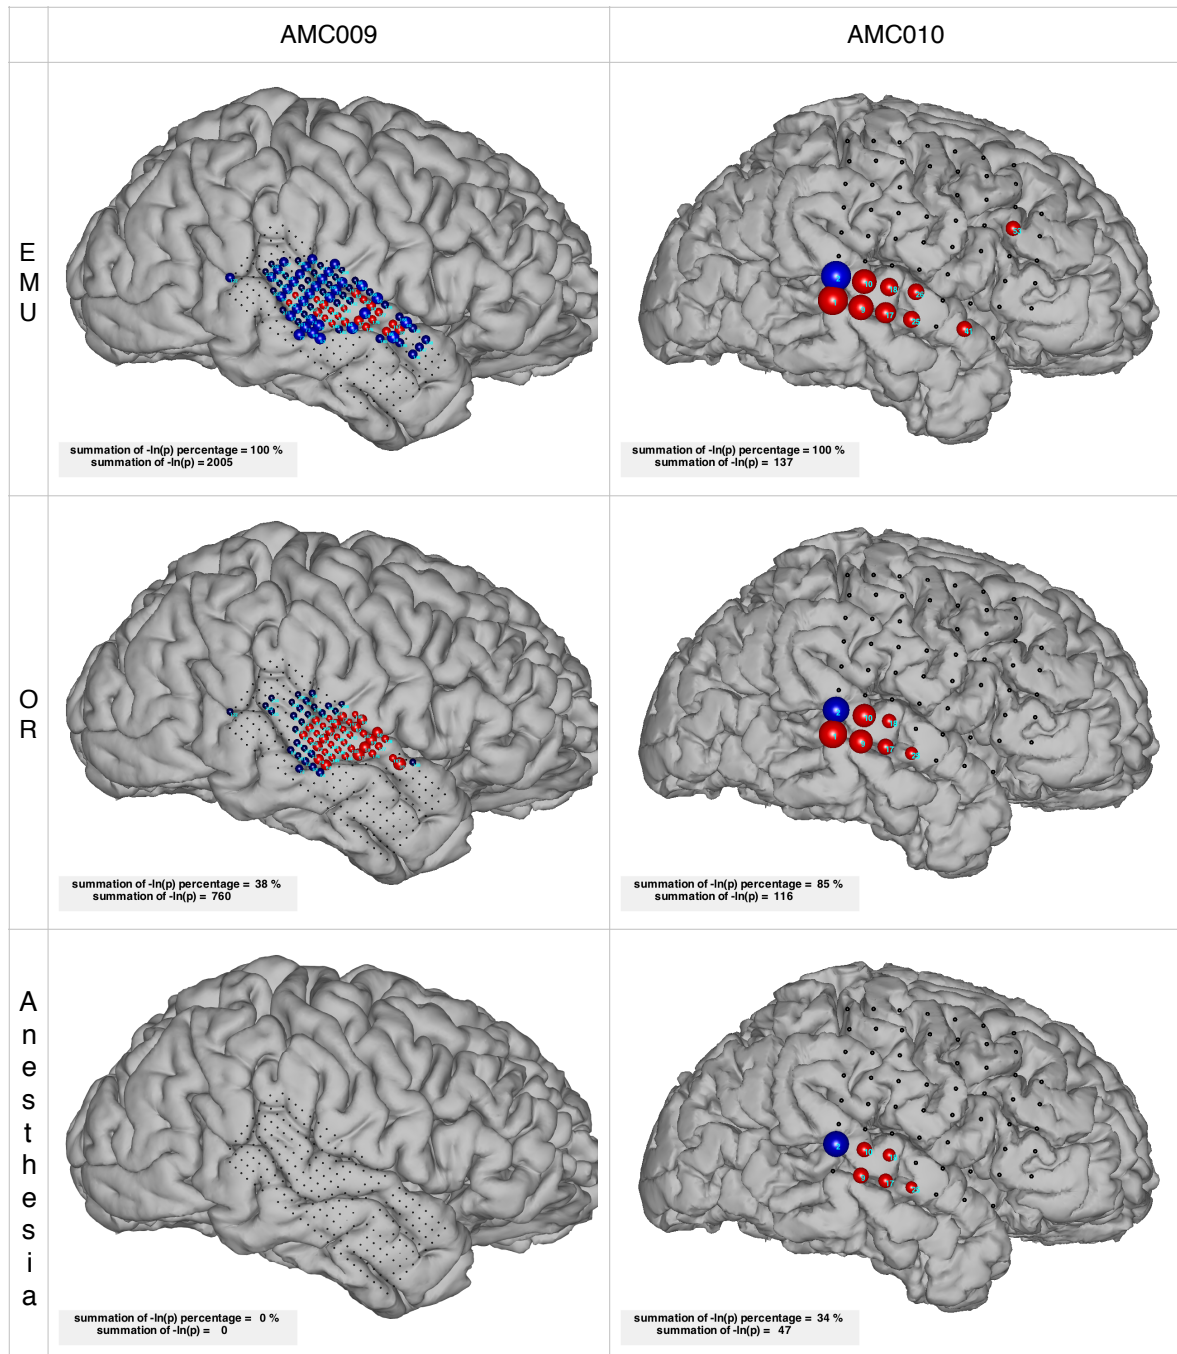 AMC009
AMC010
E
M
U
summation of -ln(p) percentage = 100 %
summation of -ln(p) = 2005
summation of -ln(p) percentage = 100 %
summation of -ln(p) = 137
O
R
summation of -ln(p) percentage = 38 %
summation of -ln(p) = 760
summation of -ln(p) percentage = 85 %
summation of -ln(p) = 116
A
n
e
s
t
h
e
s
i
a
summation of -ln(p) percentage = 0 %
summation of -ln(p) = 0
summation of -ln(p) percentage = 34 %
summation of -ln(p) = 47